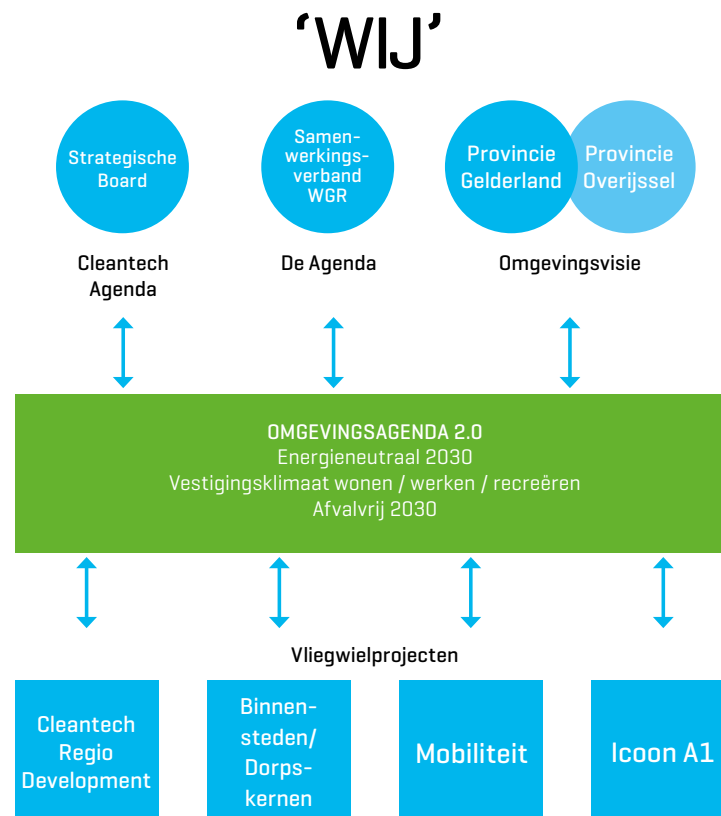 ‘WIJ’
Strategische
Board
Samen-
werkings-
verband
WGR
Provincie
Gelderland
Provincie
Overijssel
Cleantech
Agenda
De Agenda
Omgevingsvisie
OMGEVINGSAGENDA 2.0
Energieneutraal 2030
Vestigingsklimaat wonen / werken / recreëren
Afvalvrij 2030
Vliegwielprojecten
Cleantech
Regio
Development
Binnen-
steden/
Dorps-
kernen
Mobiliteit
Icoon A1